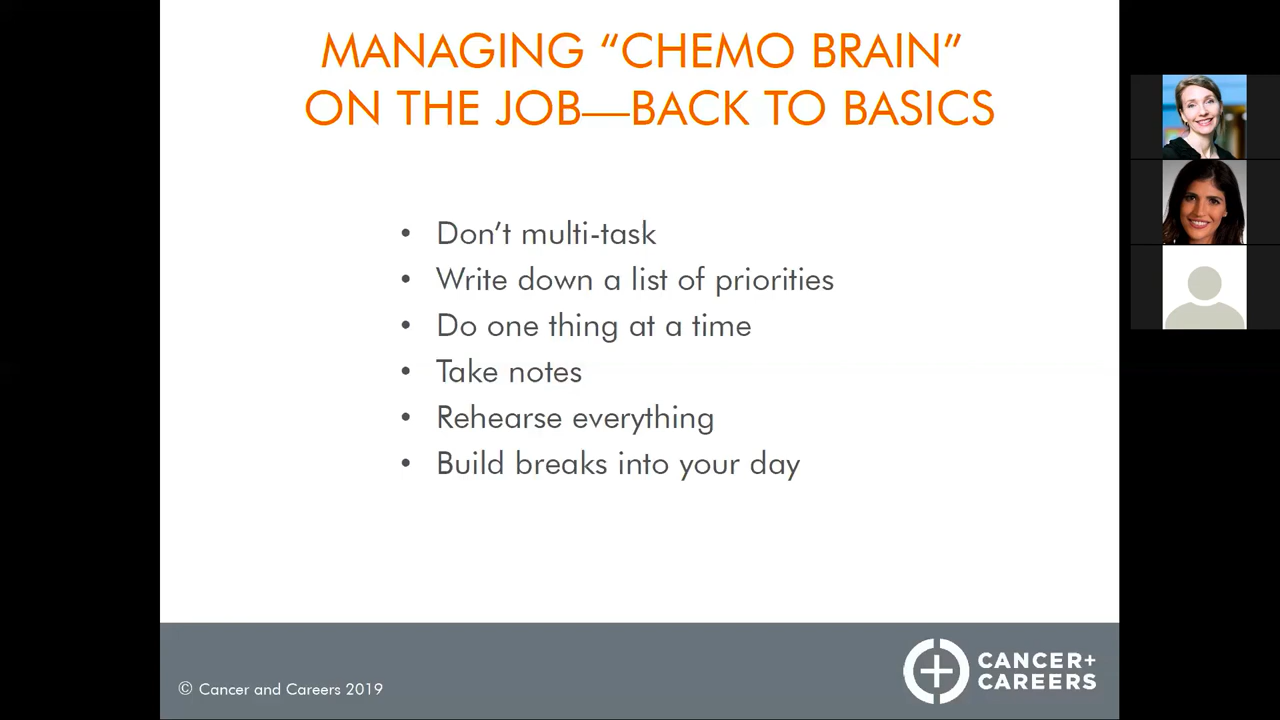 MANAGING “CHEMO BRAIN”
ON THE JOB—BACK TO BASICS
• Don’t multi-task
• Write down a list of priorities
• Do one thing at a time
• Take notes
• Rehearse everything
• Build breaks into your day
© Cancer and Careers 2019
CANCER+
CAREERS